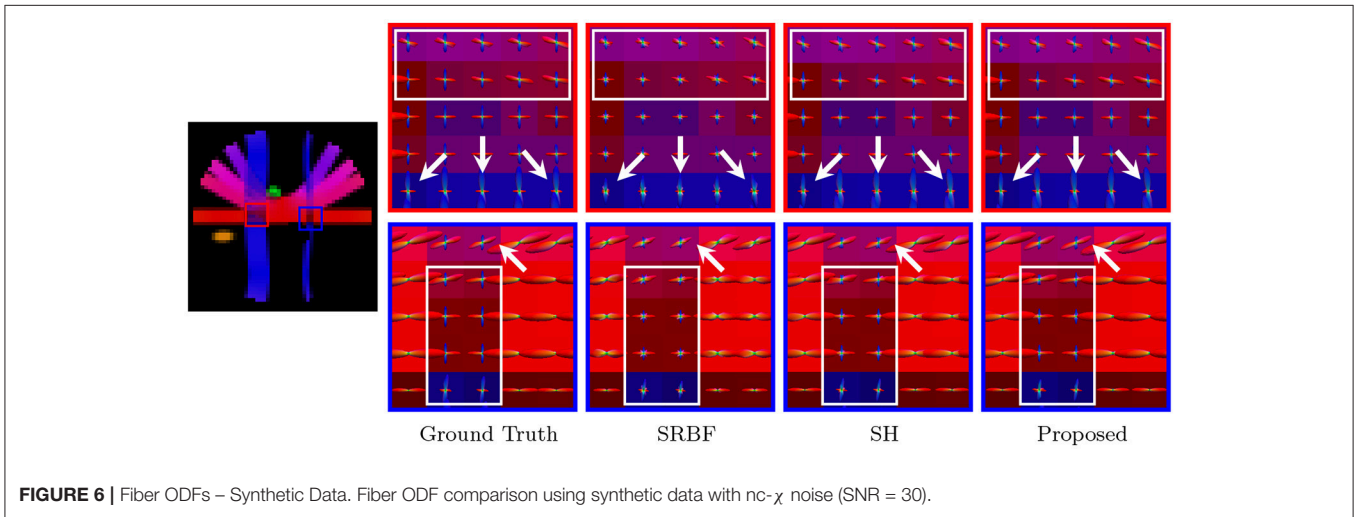 Ground Truth SRBF SH Proposed
FIGURE 6 | Fiber ODFs – Synthetic Data. Fiber ODF comparison using synthetic data with nc-χ noise (SNR = 30).